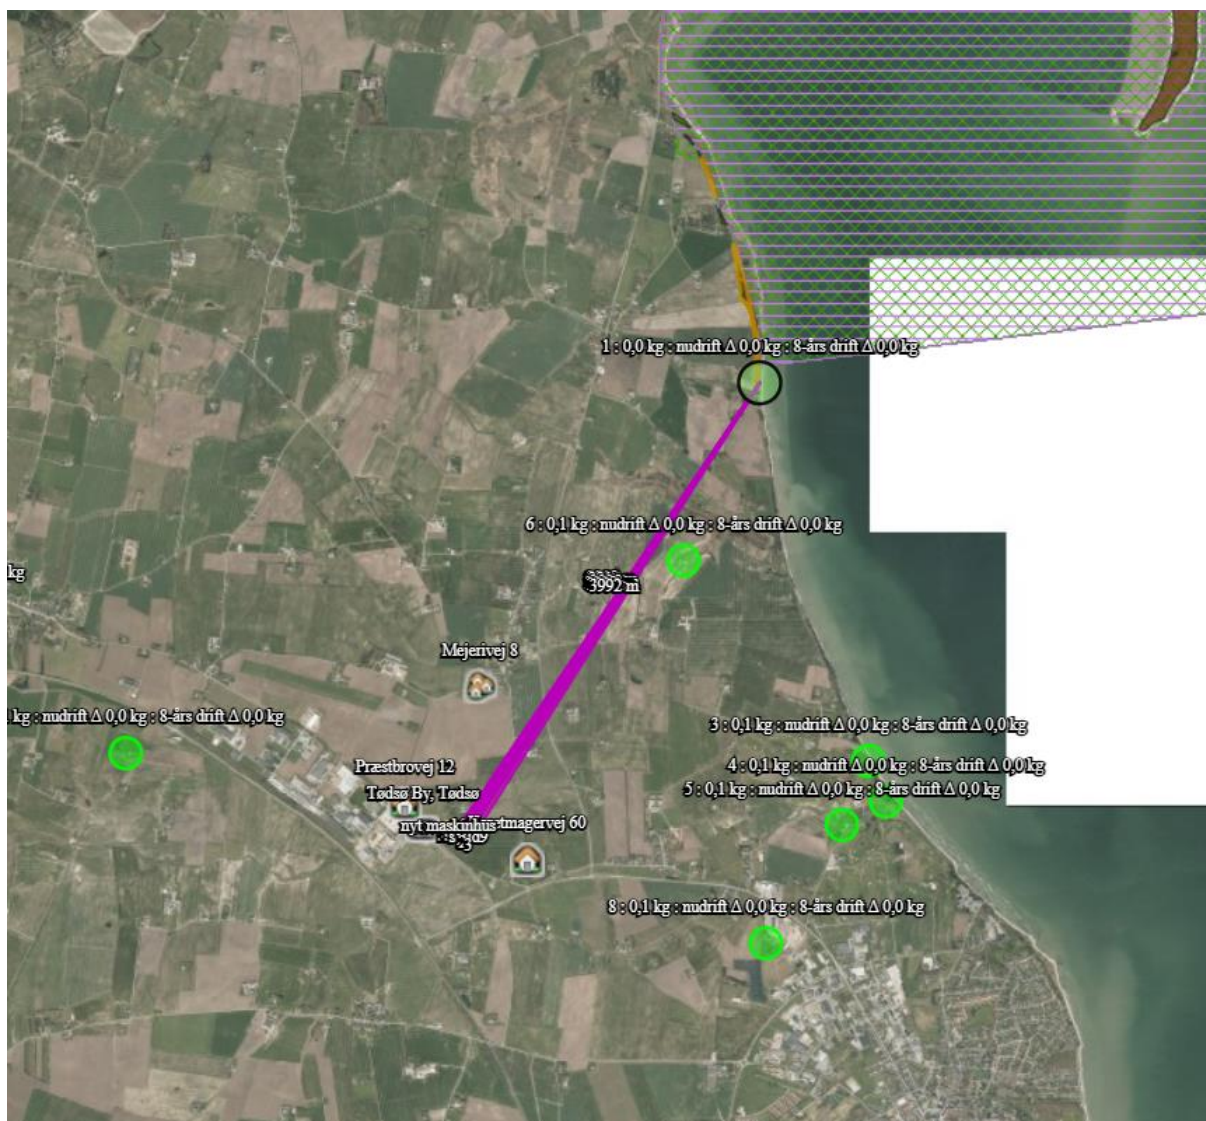 1 : 0,0 kg : nudrift Δ 0,0 kg : 8-års drift Δ 0,0 kg
6 : 0,1 kg : nudrift Δ 0,0 kg : 8-års drift Δ 0,0 kg
kg
3992 m
Mejerivej 8
kg : nudrift Δ 0,0 kg : 8-års drift Δ 0,0 kg
3 : 0,1 kg : nudrift Δ 0,0 kg : 8-års drift Δ 0,0 kg
Præstbrovej 12
4 : 0,1 kg : nudrift Δ 0,0 kg : 8-års drift Δ 0,0 kg
Tødsø By, Tødsø
5 : 0,1 kg : nudrift Δ 0,0 kg : 8-års drift Δ 0,0 kg
nyt maskinhus
60
8 : 0,1 kg : nudrift Δ 0,0 kg : 8-års drift Δ 0,0 kg